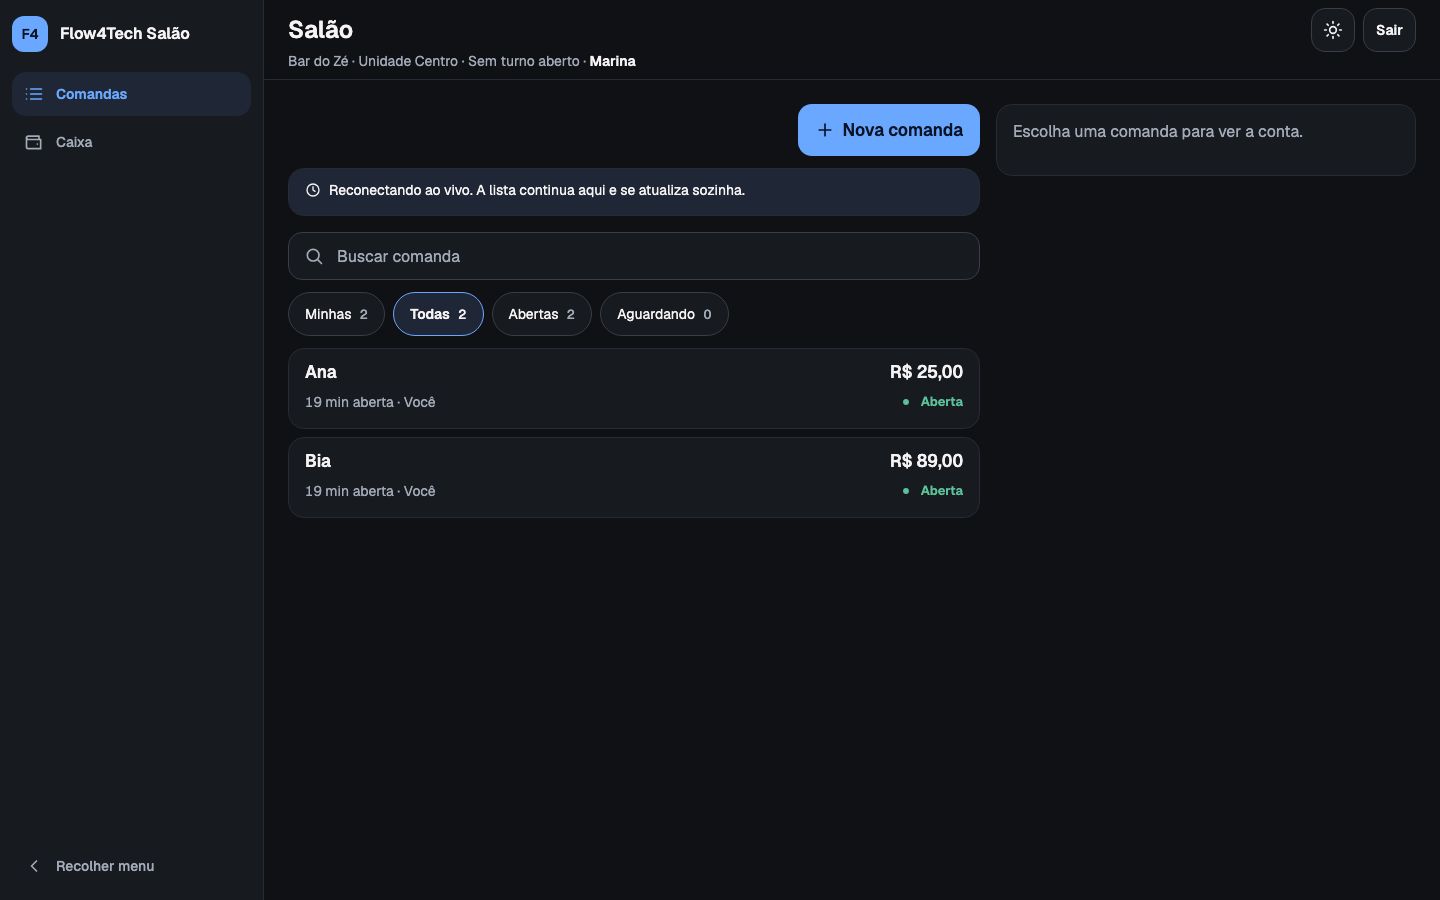 F4
Flow4Tech Salão
Comandas
Caixa
Recolher menu
Salão
Bar do Zé · Unidade Centro · Sem turno aberto · Marina
Sair
Nova comanda
Reconectando ao vivo. A lista continua aqui e se atualiza sozinha.
Buscar comanda
Minhas 2
Todas 2
Abertas 2
Aguardando 0
Ana
R$ 25,00
19 min aberta · Você
Aberta
Bia
R$ 89,00
19 min aberta · Você
Aberta
Escolha uma comanda para ver a conta.